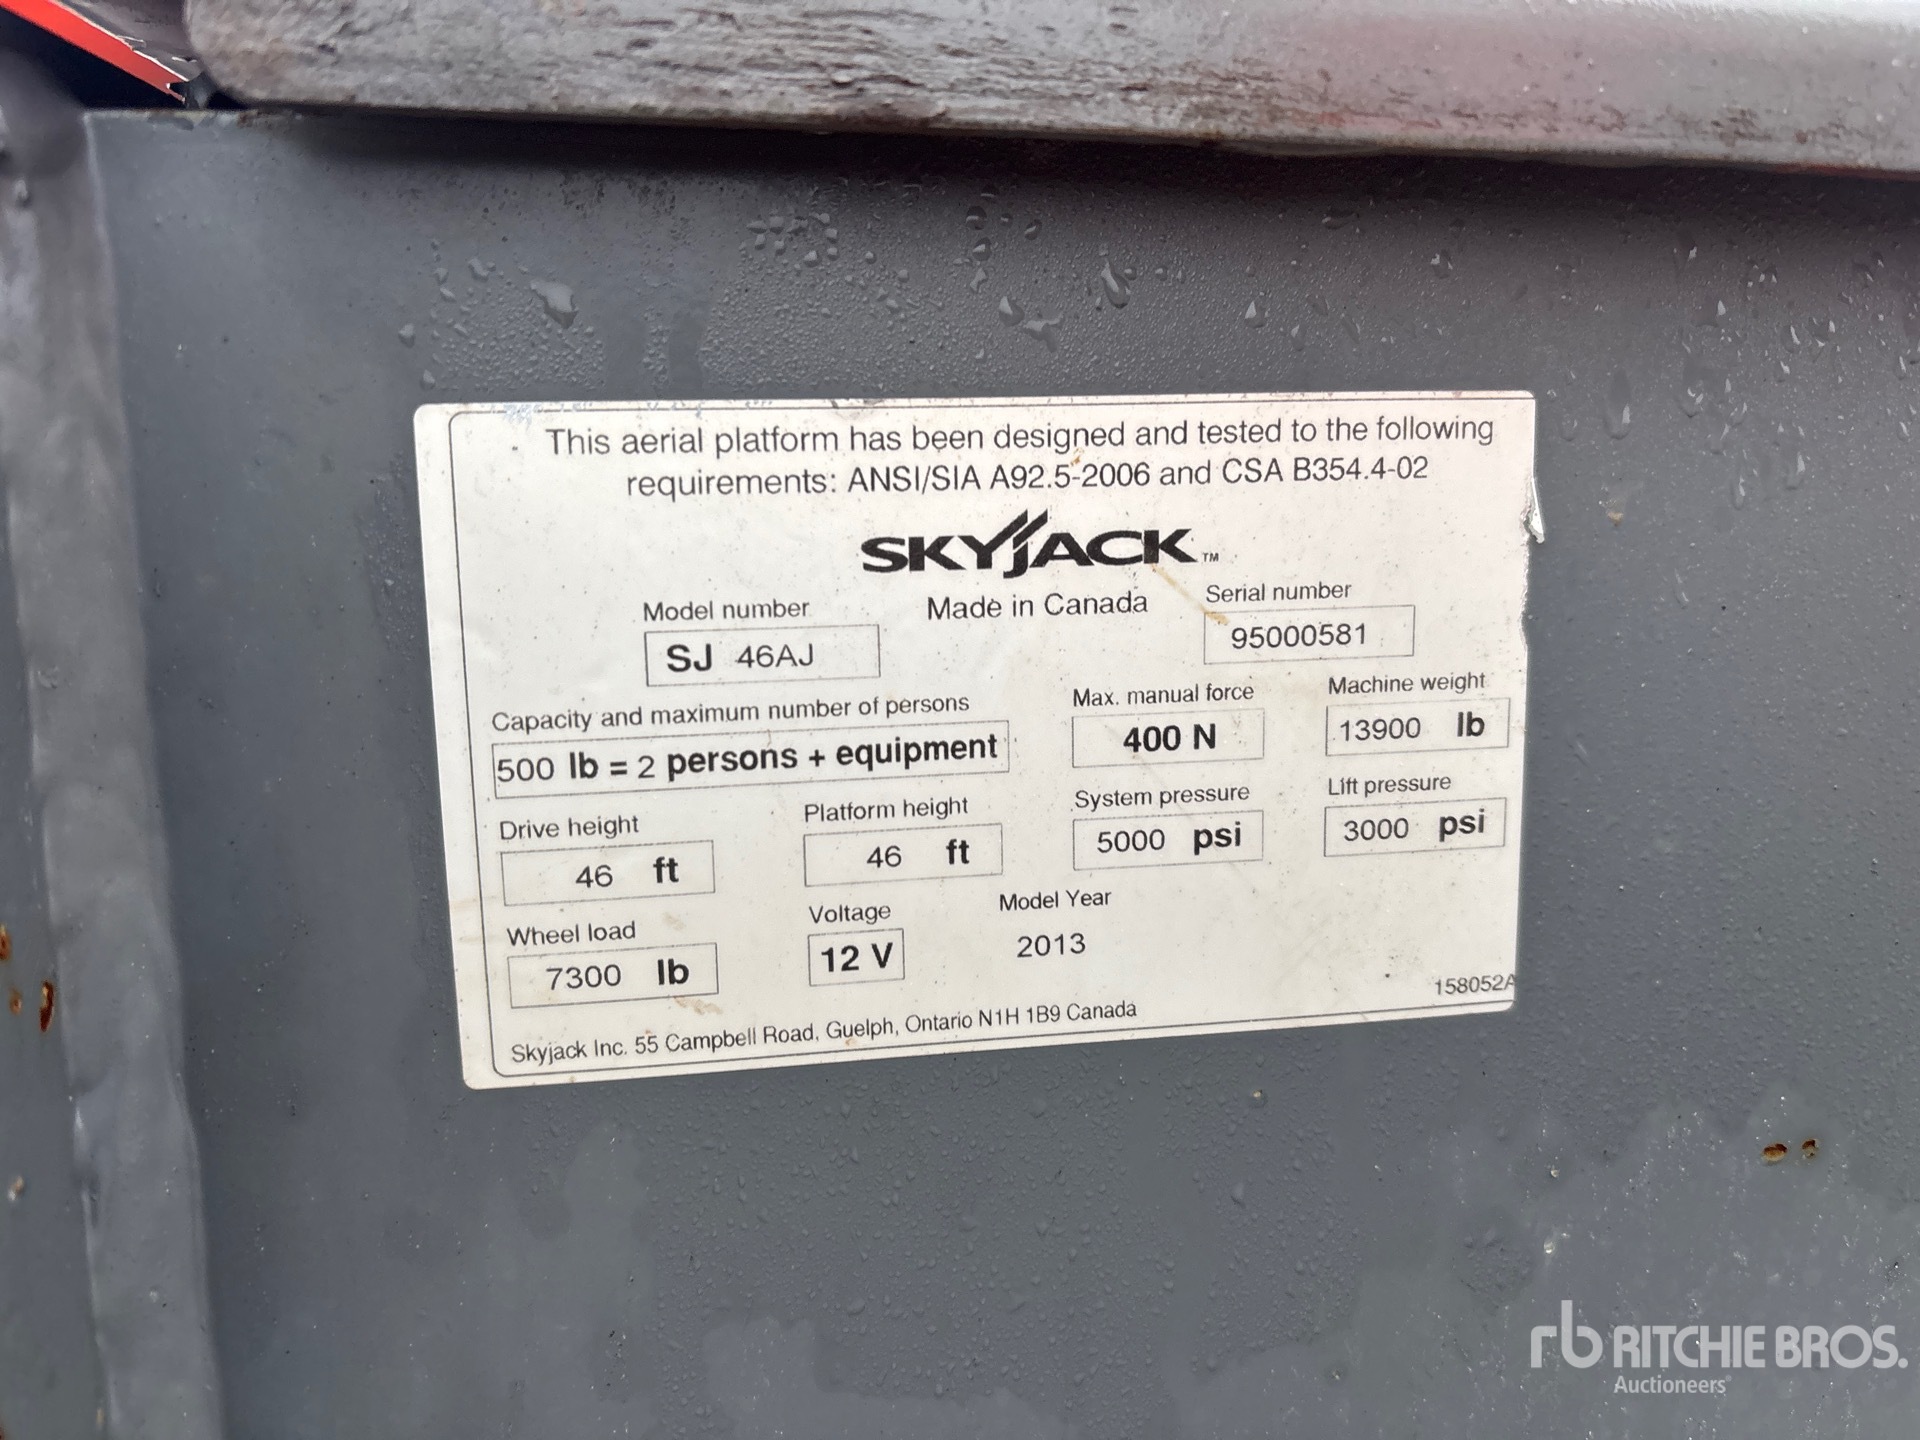 This aerial platform has been designed and tested to the following
requirements: ANSI/SIA A92.5-2006 and CSA B354.4-02
SKYJACK™
Made in Canada
Model number
SJ 46AJ
Serial number
95000581
Capacity and maximum number of persons
500 lb = 2 persons + equipment
Max. manual force
400 N
Machine weight
13900 lb
Drive height
46 ft
Platform height
46 ft
System pressure
5000 psi
Lift pressure
3000 psi
Wheel load
7300 lb
Voltage
12 V
Model Year
2013
158052A
Skyjack Inc. 55 Campbell Road, Guelph, Ontario N1H 1B9 Canada
rb RITCHIE BROS.
Auctioneers